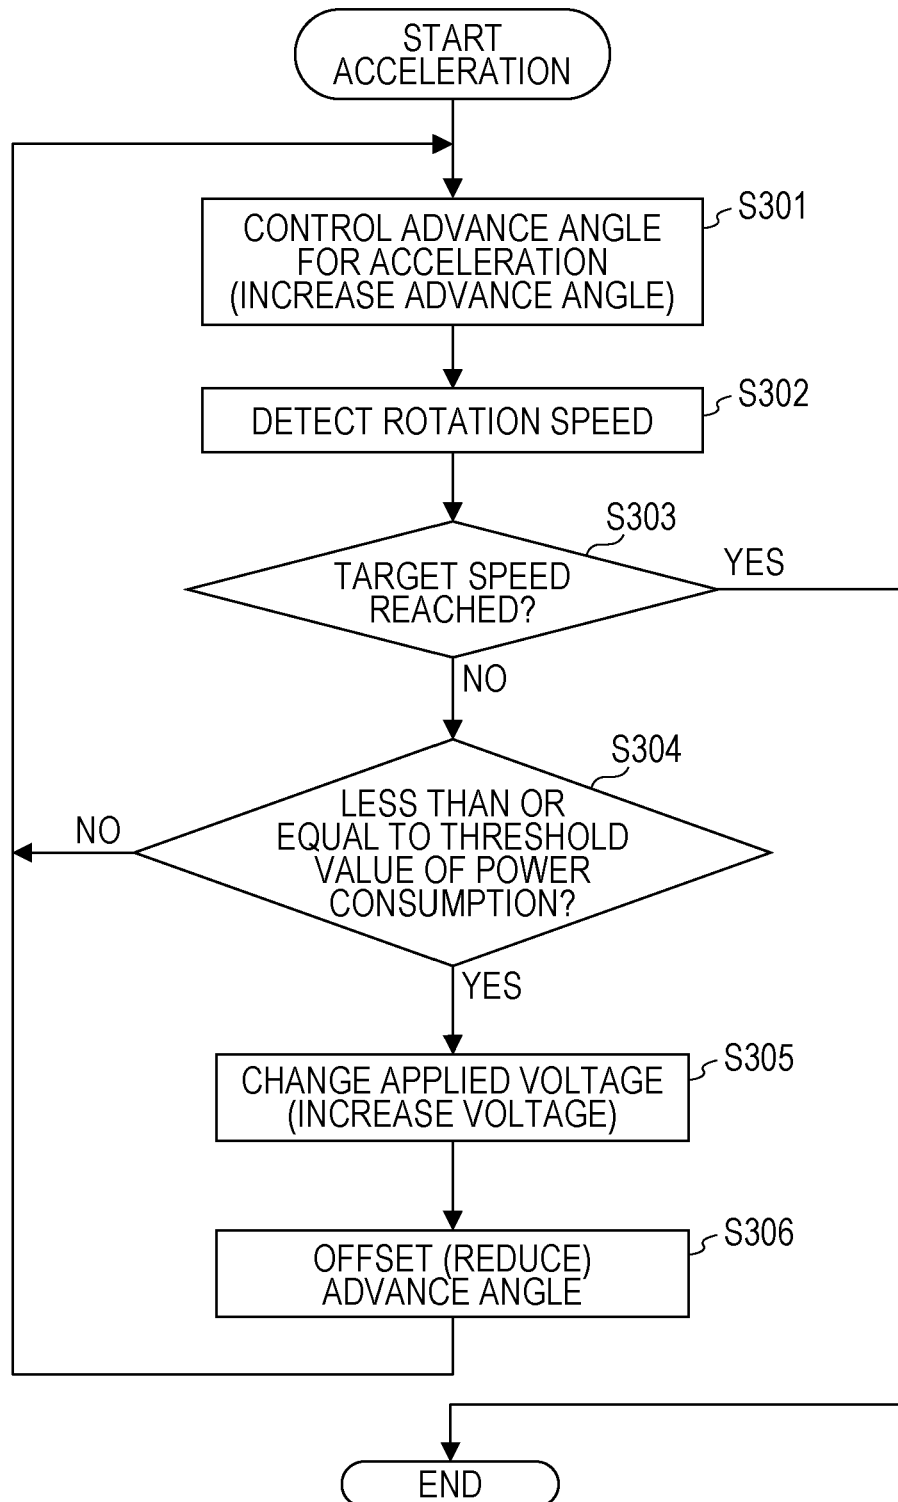 START
ACCELERATION
S301
CONTROL ADVANCE ANGLE
FOR ACCELERATION
(INCREASE ADVANCE ANGLE)
S302
DETECT ROTATION SPEED
S303
TARGET SPEED
REACHED?
YES
NO
S304
LESS THAN OR
EQUAL TO THRESHOLD
VALUE OF POWER
CONSUMPTION?
NO
YES
S305
CHANGE APPLIED VOLTAGE
(INCREASE VOLTAGE)
S306
OFFSET (REDUCE)
ADVANCE ANGLE
END